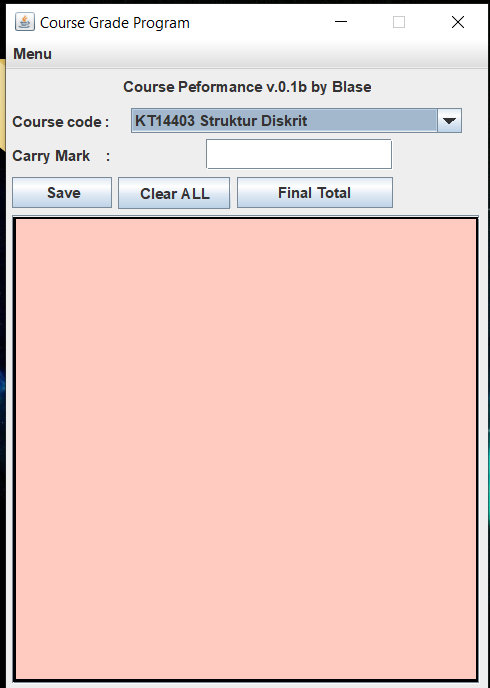 Course Grade Program
Menu
Course Peformance v.0.1b by Blase
Course code : KT14403 Struktur Diskrit
Carry Mark :
Save Clear ALL Final Total